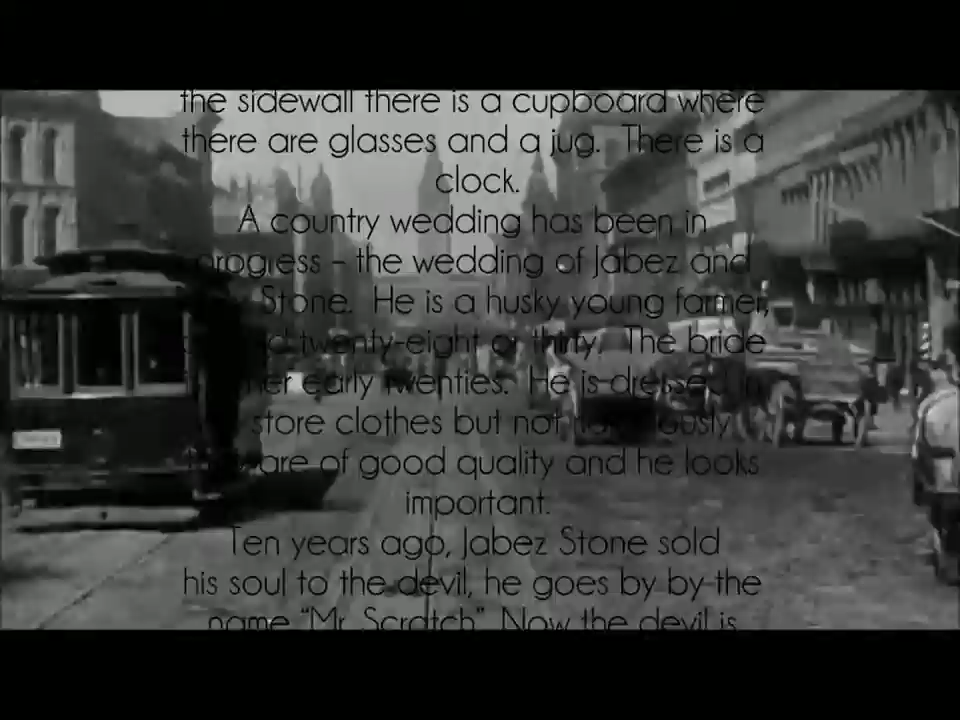 the sidewall there is a cupboard where
there are glasses and a jug. There is a
clock.
A country wedding has been in
progress – the wedding of Jabez and
Stone. He is a husky young farmer,
twenty-eight or thirty. The bride
her early twenties. He is dressed in
store clothes but not
are of good quality and he looks
important.
Ten years ago, Jabez Stone sold
his soul to the devil, he goes by by the
name “Mr. Scratch”. Now the devil is